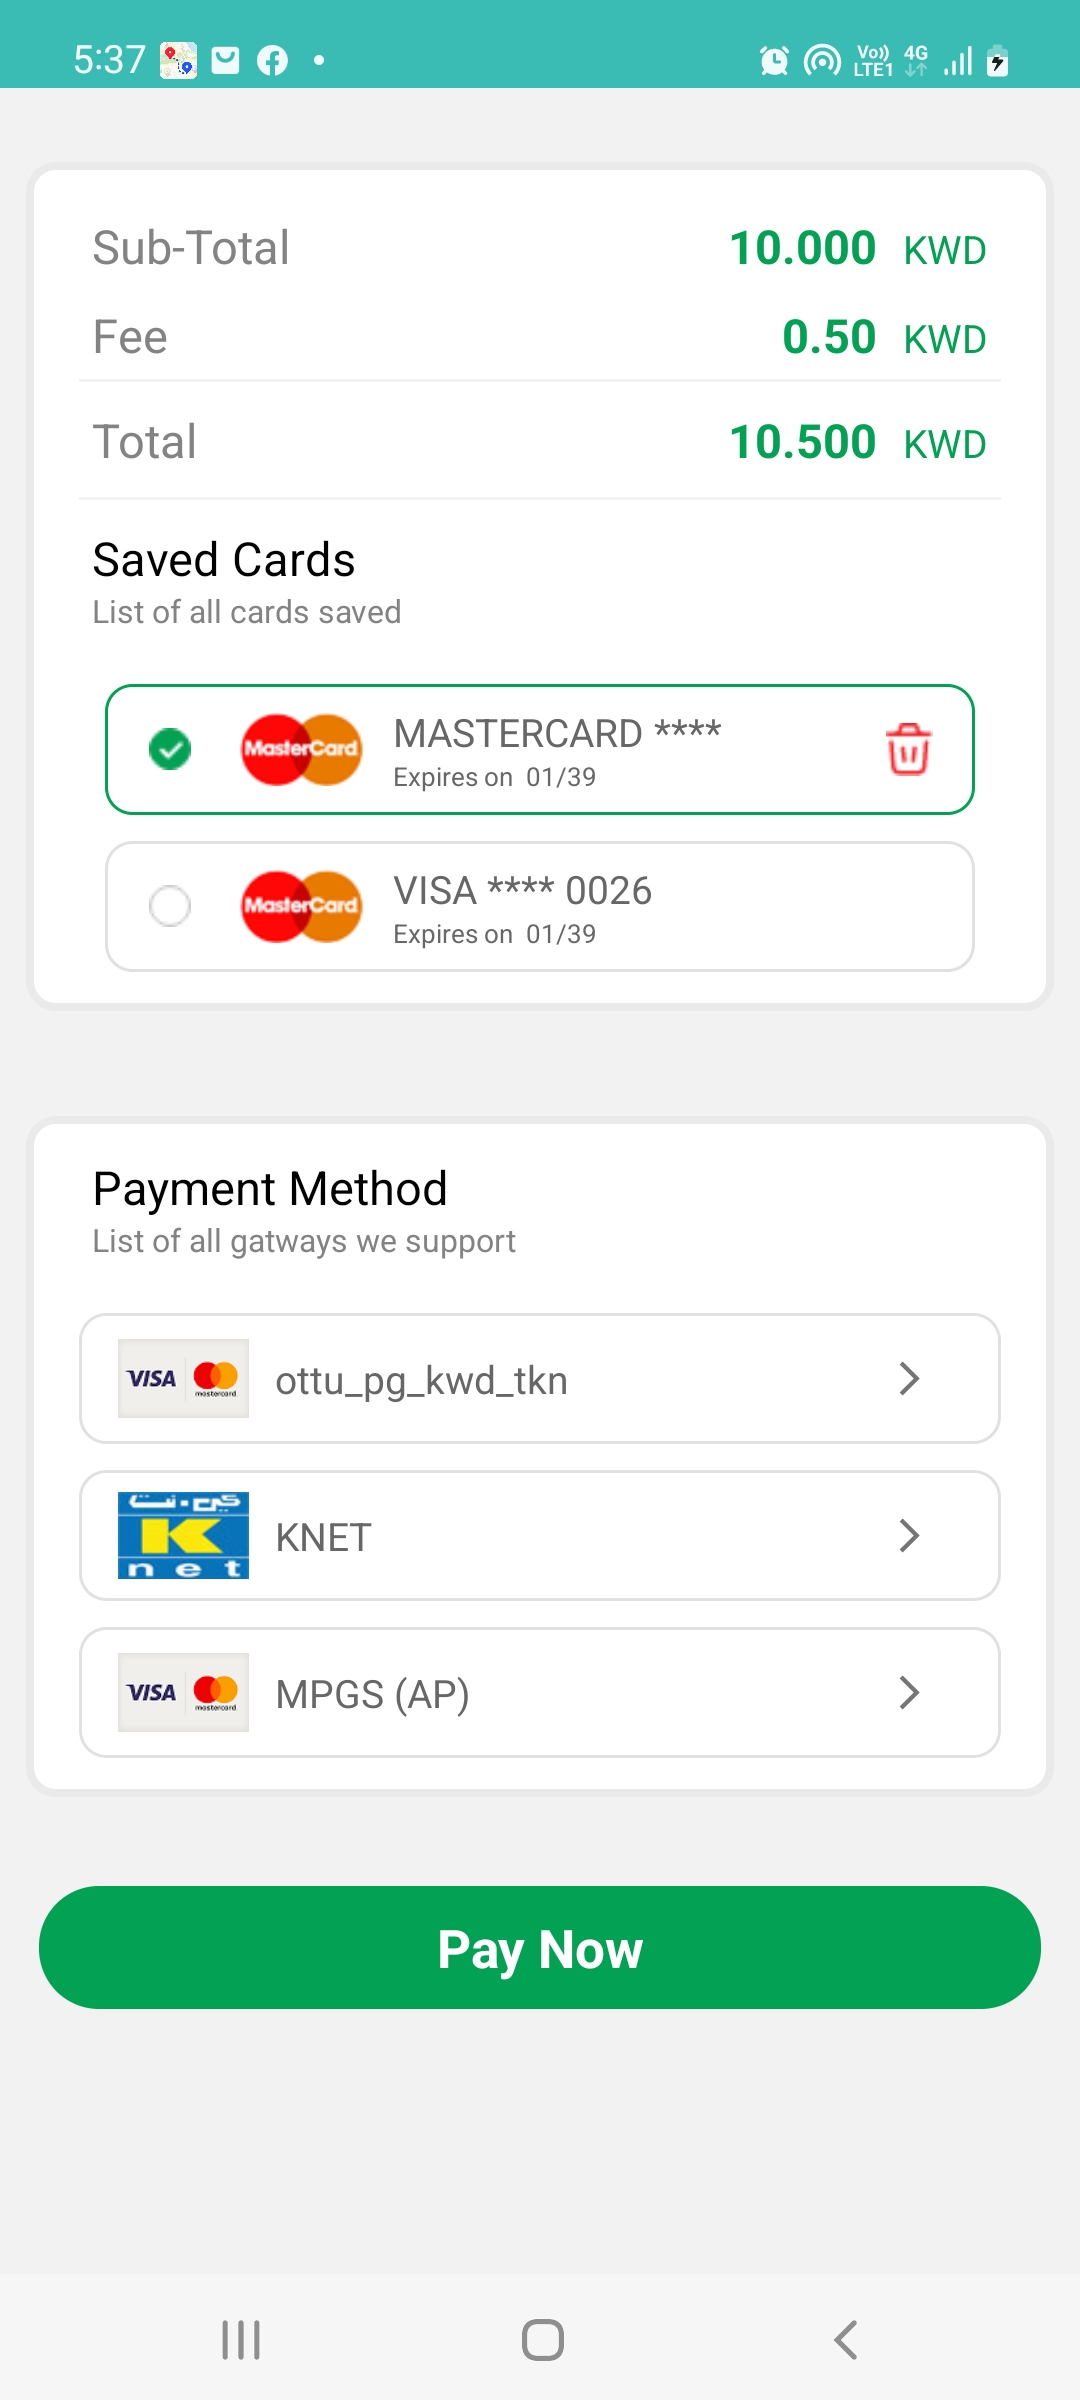 5:37 Vo)) LTE1 4G
Sub-Total 10.000 KWD
Fee 0.50 KWD
Total 10.500 KWD
Saved Cards
List of all cards saved
MasterCard MASTERCARD ****
Expires on 01/39
MasterCard VISA **** 0026
Expires on 01/39
Payment Method
List of all gatways we support
VISA mastercard ottu_pg_kwd_tkn
كي-نت
K net KNET
VISA mastercard MPGS (AP)
Pay Now